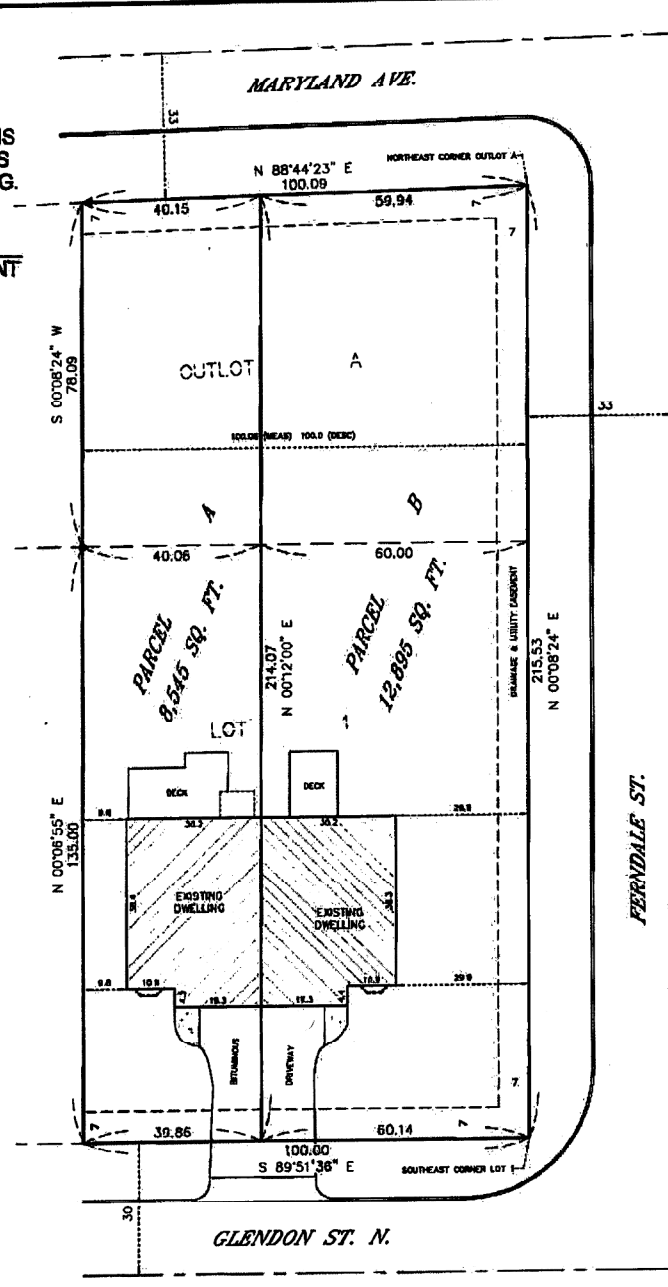 MARYLAND AVE.
33
NORTHEAST CORNER OUTLOT A
N 88°44'23" E
100.09
G.
40.15
59.94
7
7
7
S 00°08'24" W
78.09
OUTLOT A
33
100.08 (MEAS) 100.0 (DESC)
A
B
40.06
60.00
PARCEL
8,545 SQ. FT.
PARCEL
12,895 SQ. FT.
214.07
N 00°12'00" E
DRAINAGE & UTILITY EASEMENT
215.53
N 00°08'24" E
LOT 1
DECK
DECK
N 00°06'55" E
135.00
FERNDALE ST.
EXISTING
DWELLING
EXISTING
DWELLING
BITUMINOUS
DRIVEWAY
7
7
7
39.86
60.14
100.00
S 89°51'36" E
SOUTHEAST CORNER LOT 1
30
GLENDON ST. N.